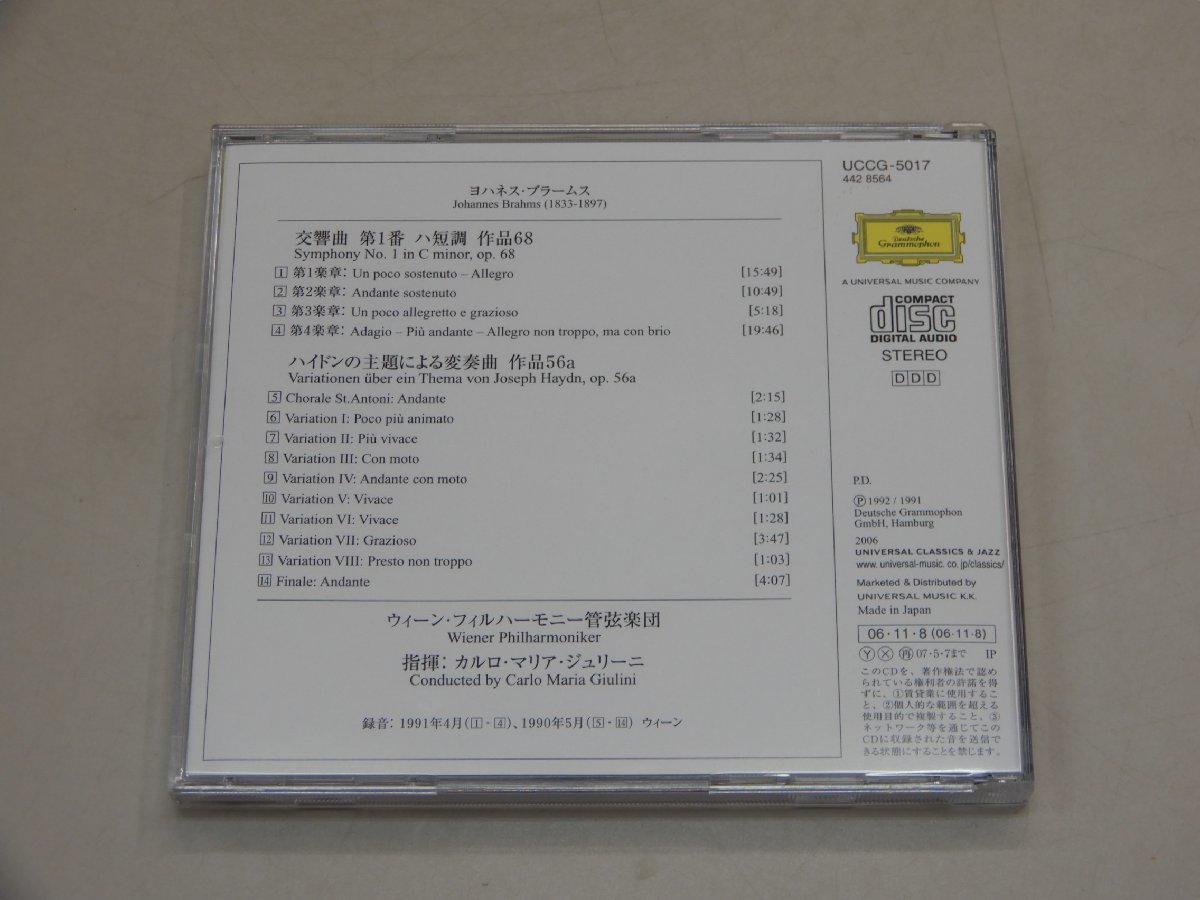 ヨハネス・ブラームス
Johannes Brahms (1833-1897)
交響曲 第1番 ハ短調 作品68
Symphony No. 1 in C minor, op. 68
1 第1楽章: Un poco sostenuto – Allegro [15:49]
2 第2楽章: Andante sostenuto [10:49]
3 第3楽章: Un poco allegretto e grazioso [5:18]
4 第4楽章: Adagio – Più andante – Allegro non troppo, ma con brio [19:46]
ハイドンの主題による変奏曲 作品56a
Variationen über ein Thema von Joseph Haydn, op. 56a
5 Chorale St.Antoni: Andante [2:15]
6 Variation I: Poco più animato [1:28]
7 Variation II: Più vivace [1:32]
8 Variation III: Con moto [1:34]
9 Variation IV: Andante con moto [2:25]
10 Variation V: Vivace [1:01]
11 Variation VI: Vivace [1:28]
12 Variation VII: Grazioso [3:47]
13 Variation VIII: Presto non troppo [1:03]
14 Finale: Andante [4:07]
ウィーン・フィルハーモニー管弦楽団
Wiener Philharmoniker
指揮: カルロ・マリア・ジュリーニ
Conducted by Carlo Maria Giulini
録音: 1991年4月(1-4)、1990年5月(5-14) ウィーン
UCCG-5017
442 8564
Deutsche
Grammophon
A UNIVERSAL MUSIC COMPANY
COMPACT
disc
DIGITAL AUDIO
STEREO
DDD
P.D.
Ⓟ 1992 / 1991
Deutsche Grammophon
GmbH, Hamburg
2006
UNIVERSAL CLASSICS & JAZZ
www.universal-music.co.jp/classics/
Marketed & Distributed by
UNIVERSAL MUSIC K.K.
Made in Japan
06・11・8 (06・11・8)
Ⓨ Ⓧ 再 07・5・7まで IP
このCDを、著作権法で認め
られている権利者の許諾を得
ずに、①賃貸業に使用するこ
と、②個人的な範囲を超える
使用目的で複製すること、③
ネットワーク等を通じてこの
CDに収録された音を送信で
きる状態にすることを禁じます。